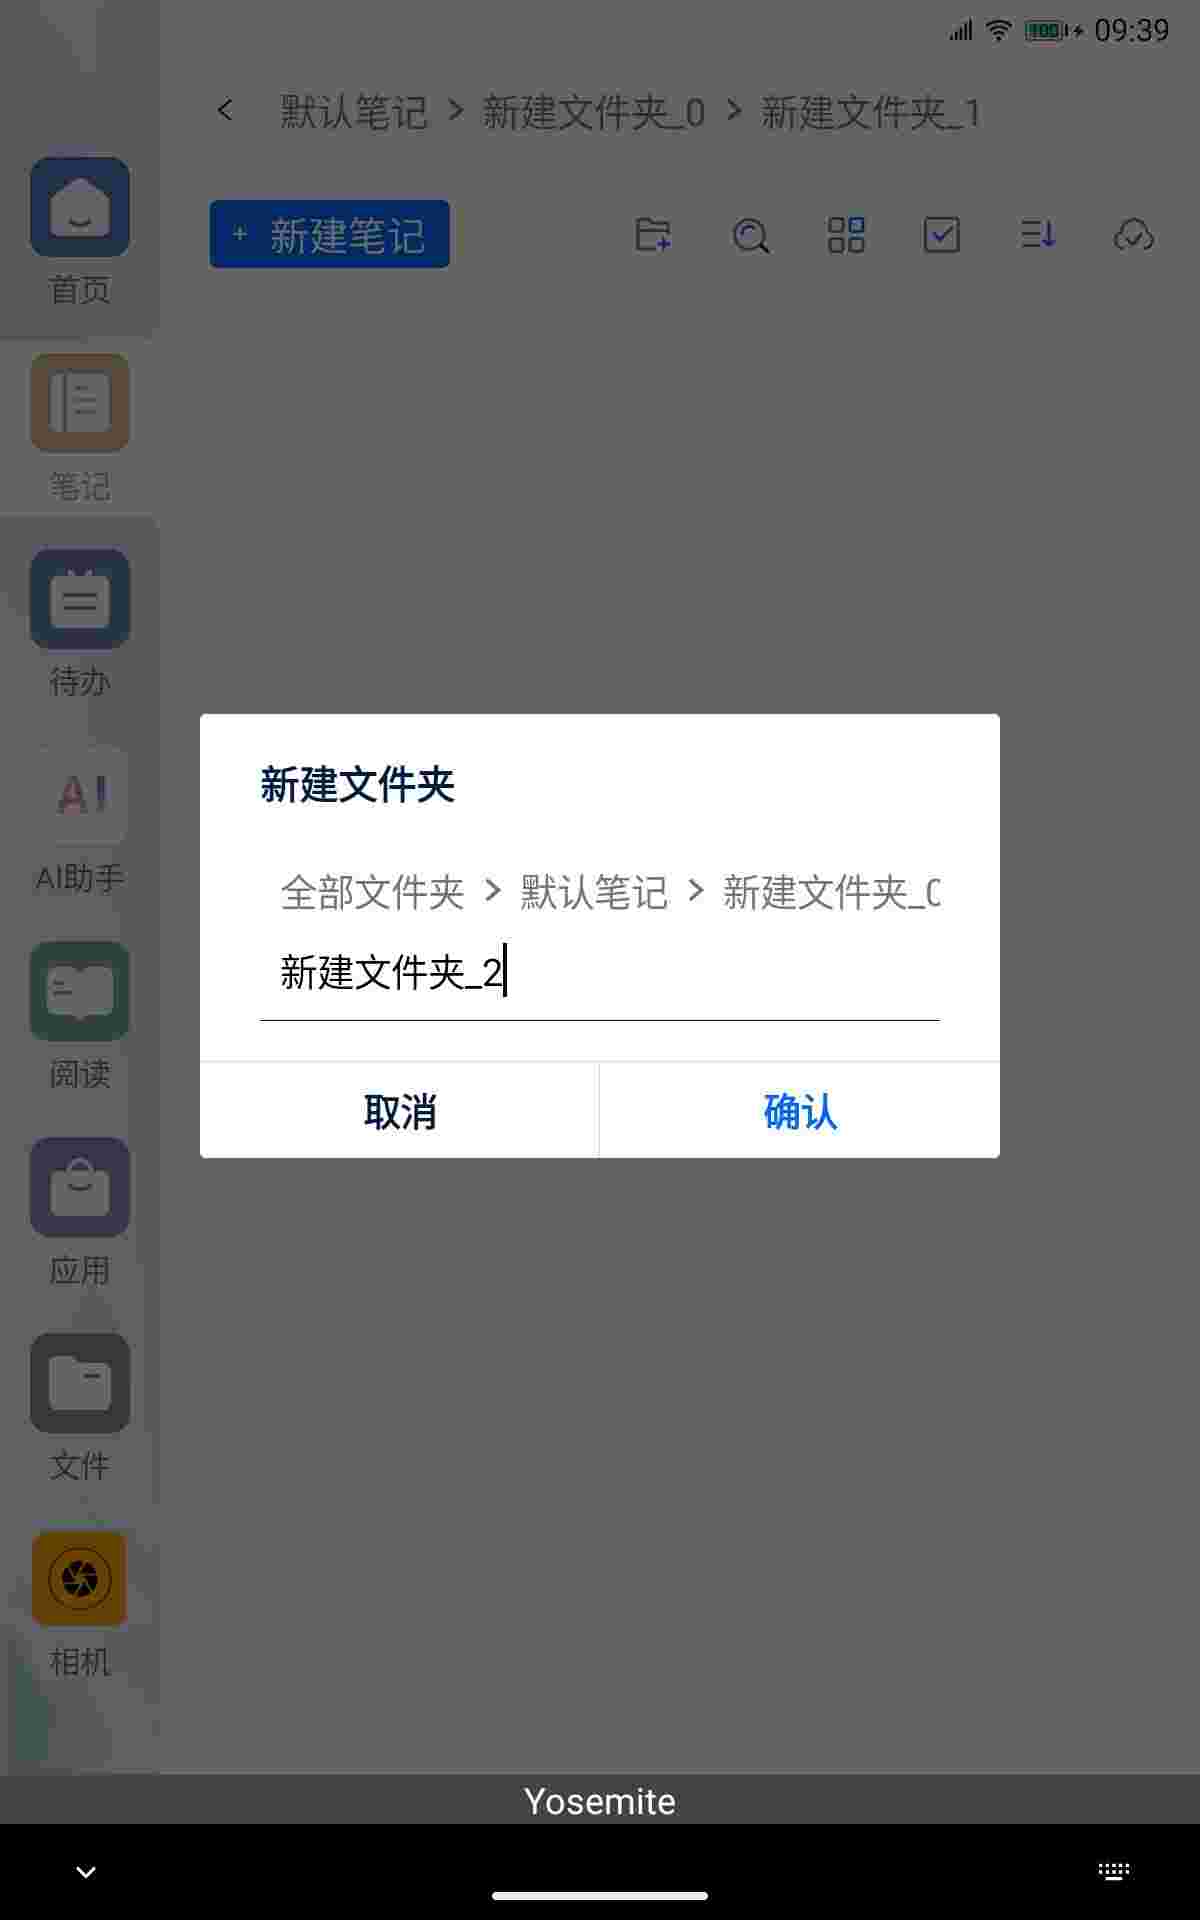 100 09:39
默认笔记 > 新建文件夹_0 > 新建文件夹_1
+ 新建笔记
首页
笔记
待办
AI
AI助手
阅读
应用
文件
相机
新建文件夹
全部文件夹 > 默认笔记 > 新建文件夹_0
新建文件夹_2
取消 确认
Yosemite